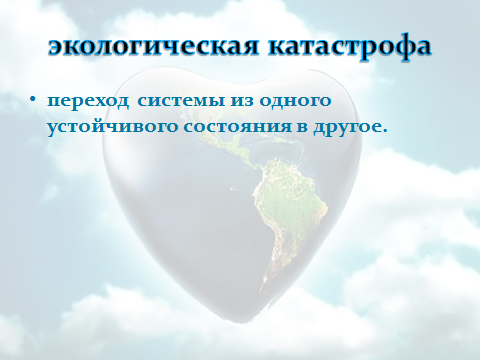 экологическая катастрофа
• переход системы из одного
устойчивого состояния в другое.